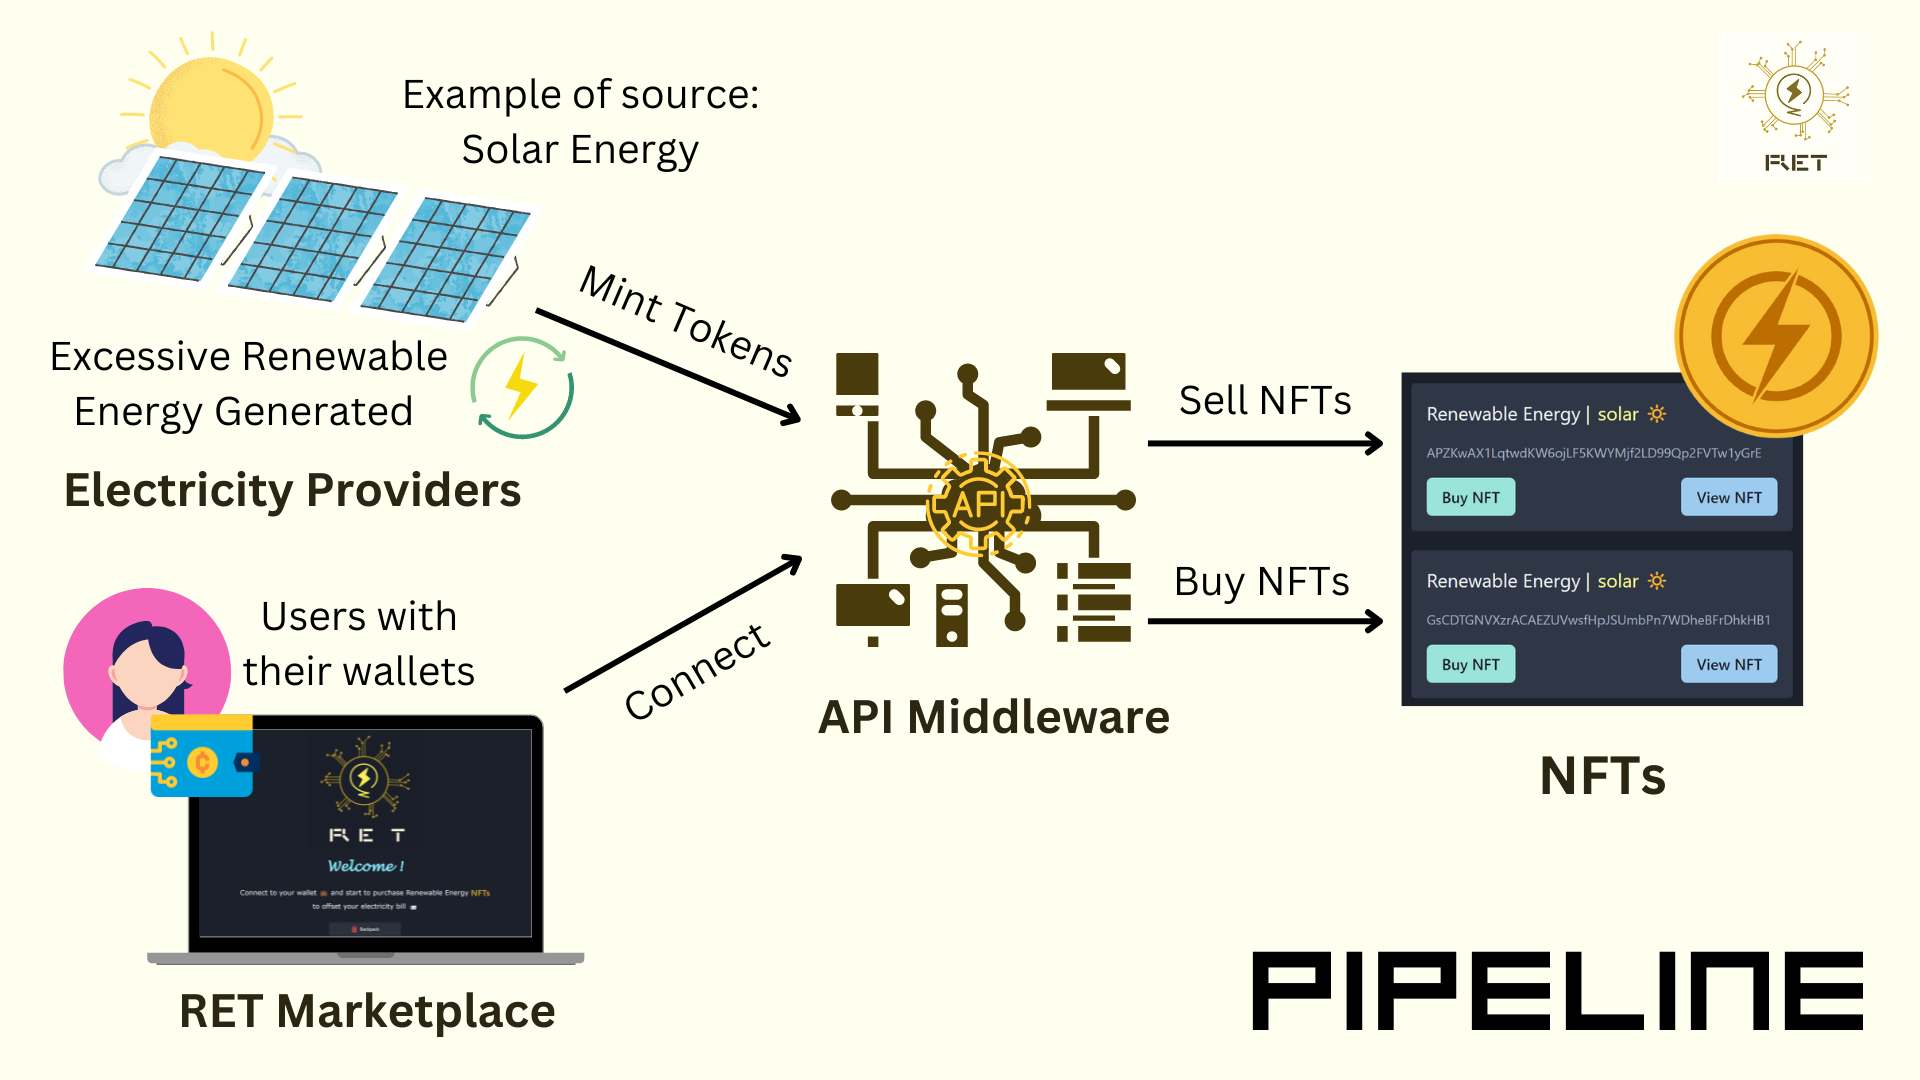 Example of source:
Solar Energy
RET
Mint Tokens
Excessive Renewable
Energy Generated
Electricity Providers
Users with
their wallets
Connect
API
API Middleware
Sell NFTs
Buy NFTs
Renewable Energy | solar
APZKwAX1LqtwdKW6ojLF5KWYMjf2LD99Qp2FVTw1yGrE
Buy NFT
View NFT
Renewable Energy | solar
GsCDTGNVXzrACAEZUVwsfHpJSUmbPn7WDheBFrDhkHB1
Buy NFT
View NFT
NFTs
RET
Welcome !
Connect to your wallet and start to purchase Renewable Energy NFTs
to offset your electricity bill
Backpack
RET Marketplace
PIPELINE